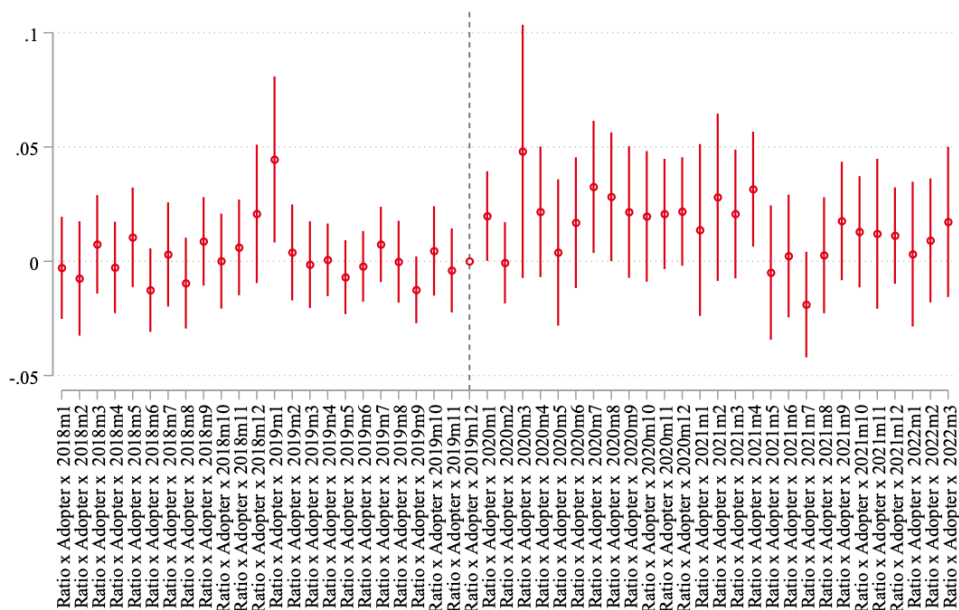 .1
.05
0
-.05
Ratio x Adopter x 2018m1
Ratio x Adopter x 2018m2
Ratio x Adopter x 2018m3
Ratio x Adopter x 2018m4
Ratio x Adopter x 2018m5
Ratio x Adopter x 2018m6
Ratio x Adopter x 2018m7
Ratio x Adopter x 2018m8
Ratio x Adopter x 2018m9
Ratio x Adopter x 2018m10
Ratio x Adopter x 2018m11
Ratio x Adopter x 2018m12
Ratio x Adopter x 2019m1
Ratio x Adopter x 2019m2
Ratio x Adopter x 2019m3
Ratio x Adopter x 2019m4
Ratio x Adopter x 2019m5
Ratio x Adopter x 2019m6
Ratio x Adopter x 2019m7
Ratio x Adopter x 2019m8
Ratio x Adopter x 2019m9
Ratio x Adopter x 2019m10
Ratio x Adopter x 2019m11
Ratio x Adopter x 2019m12
Ratio x Adopter x 2020m1
Ratio x Adopter x 2020m2
Ratio x Adopter x 2020m3
Ratio x Adopter x 2020m4
Ratio x Adopter x 2020m5
Ratio x Adopter x 2020m6
Ratio x Adopter x 2020m7
Ratio x Adopter x 2020m8
Ratio x Adopter x 2020m9
Ratio x Adopter x 2020m10
Ratio x Adopter x 2020m11
Ratio x Adopter x 2020m12
Ratio x Adopter x 2021m1
Ratio x Adopter x 2021m2
Ratio x Adopter x 2021m3
Ratio x Adopter x 2021m4
Ratio x Adopter x 2021m5
Ratio x Adopter x 2021m6
Ratio x Adopter x 2021m7
Ratio x Adopter x 2021m8
Ratio x Adopter x 2021m9
Ratio x Adopter x 2021m10
Ratio x Adopter x 2021m11
Ratio x Adopter x 2021m12
Ratio x Adopter x 2022m1
Ratio x Adopter x 2022m2
Ratio x Adopter x 2022m3